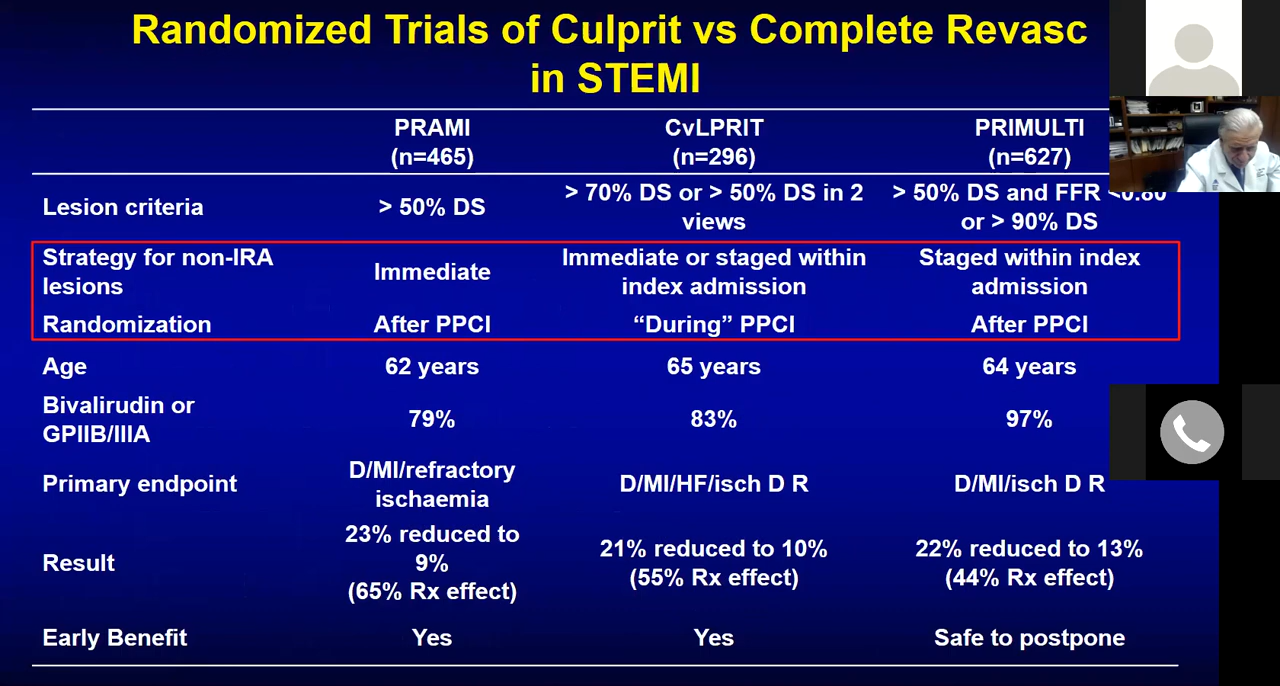 Randomized Trials of Culprit vs Complete Revasc
in STEMI
PRAMI
(n=465)
CvLPRIT
(n=296)
PRIMULTI
(n=627)
Lesion criteria
> 50% DS
> 70% DS or > 50% DS in 2
views
> 50% DS and FFR <0.80
or > 90% DS
Strategy for non-IRA
lesions
Immediate
Immediate or staged within
index admission
Staged within index
admission
Randomization
After PPCI
“During” PPCI
After PPCI
Age
62 years
65 years
64 years
Bivalirudin or
GPIIB/IIIA
79%
83%
97%
Primary endpoint
D/MI/refractory
ischaemia
D/MI/HF/isch D R
D/MI/isch D R
Result
23% reduced to
9%
(65% Rx effect)
21% reduced to 10%
(55% Rx effect)
22% reduced to 13%
(44% Rx effect)
Early Benefit
Yes
Yes
Safe to postpone